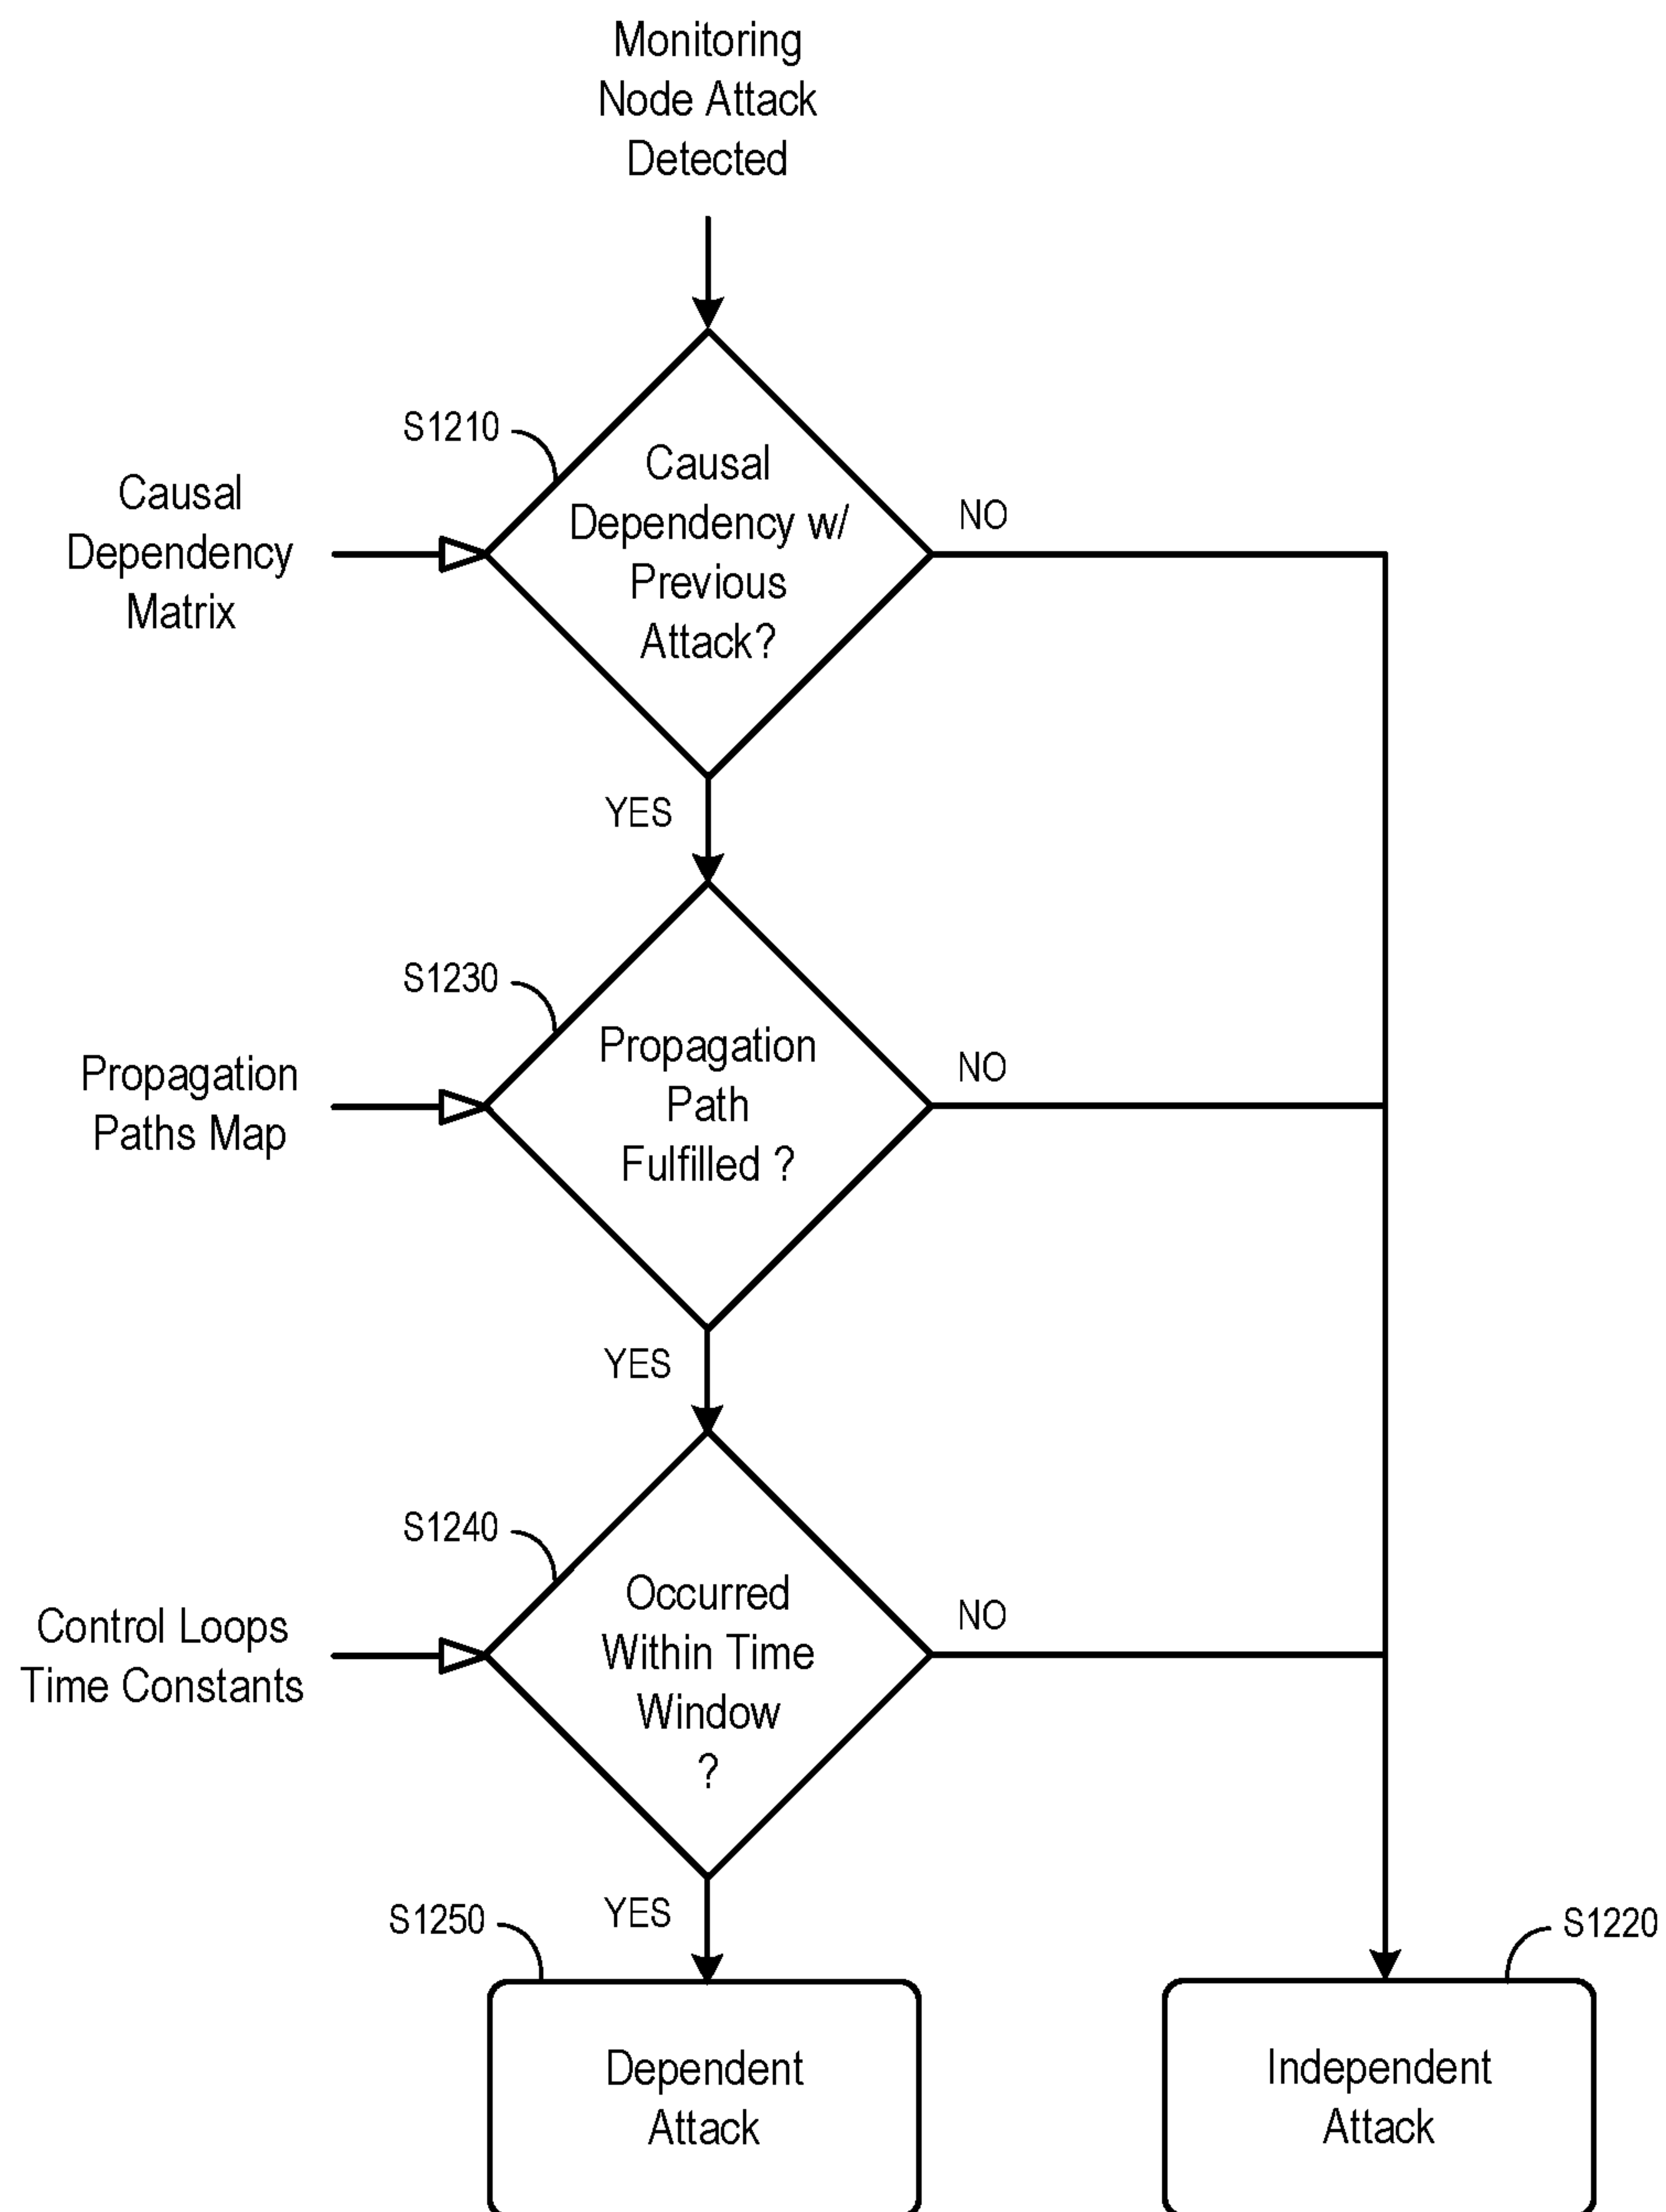 Monitoring
Node Attack
Detected
S1210
Causal
Dependency
Matrix
Causal
Dependency w/
Previous
Attack?
NO
YES
S1230
Propagation
Paths Map
Propagation
Path
Fulfilled ?
NO
YES
S1240
Control Loops
Time Constants
Occurred
Within Time
Window
?
NO
YES
S1250
Dependent
Attack
S1220
Independent
Attack